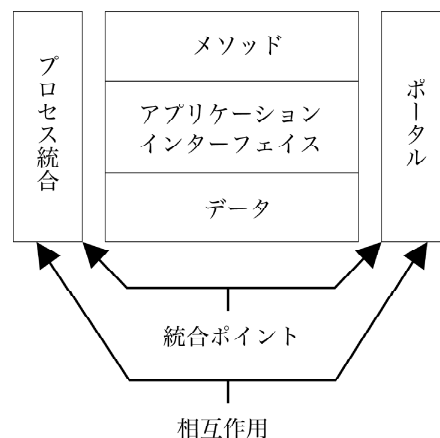 プロセス統合
メソッド
アプリケーション
インターフェイス
データ
ポータル
統合ポイント
相互作用